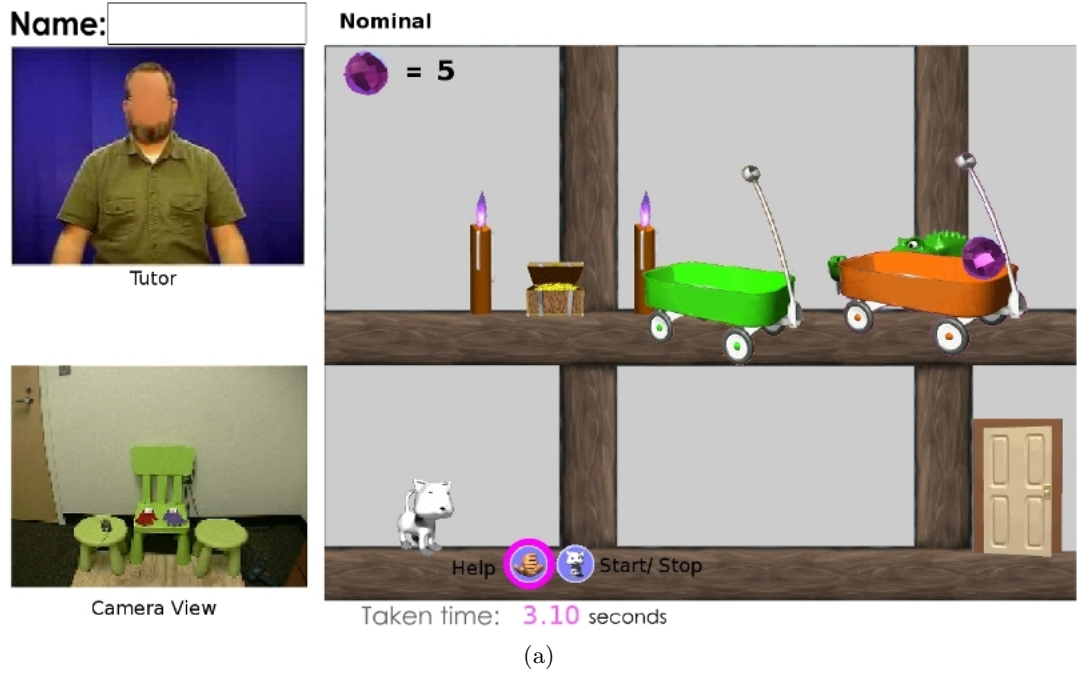 Name:
Nominal
= 5
Tutor
Help
Start/ Stop
Camera View
Taken time: 3.10 seconds
(a)